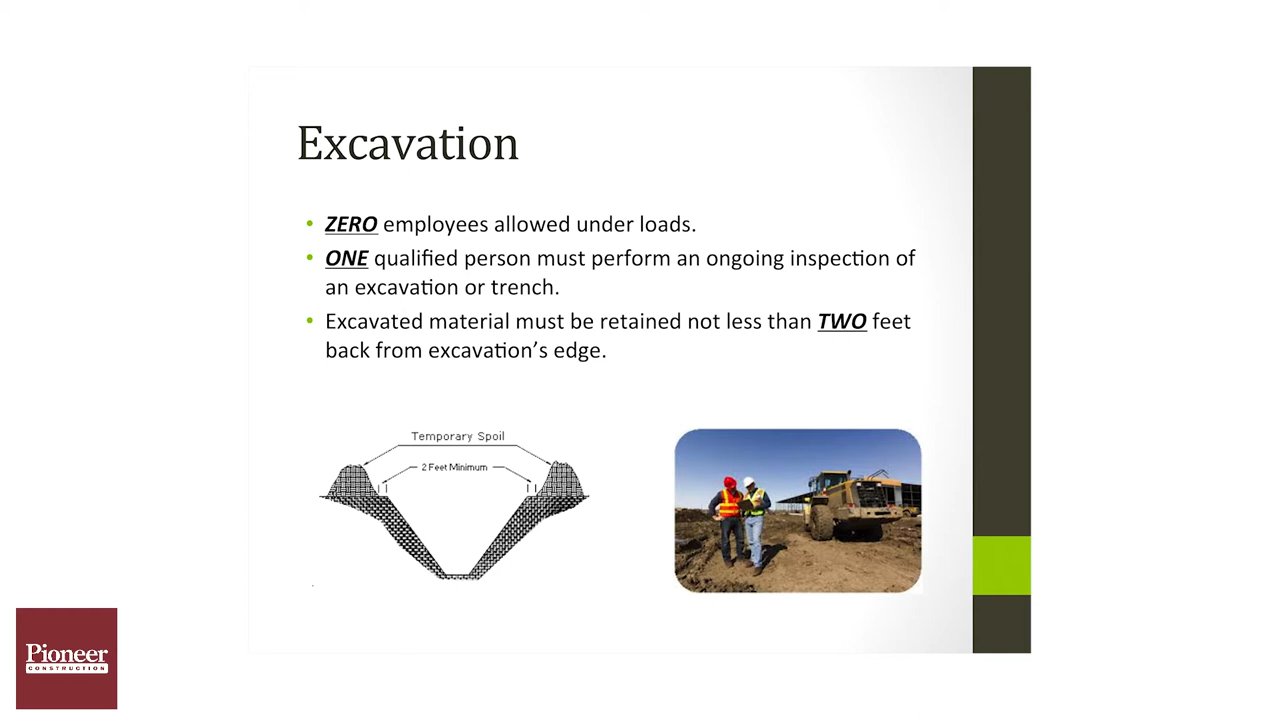 Excavation
• ZERO employees allowed under loads.
• ONE qualified person must perform an ongoing inspection of
an excavation or trench.
• Excavated material must be retained not less than TWO feet
back from excavation’s edge.
Temporary Spoil
2 Feet Minimum
Pioneer
CONSTRUCTION